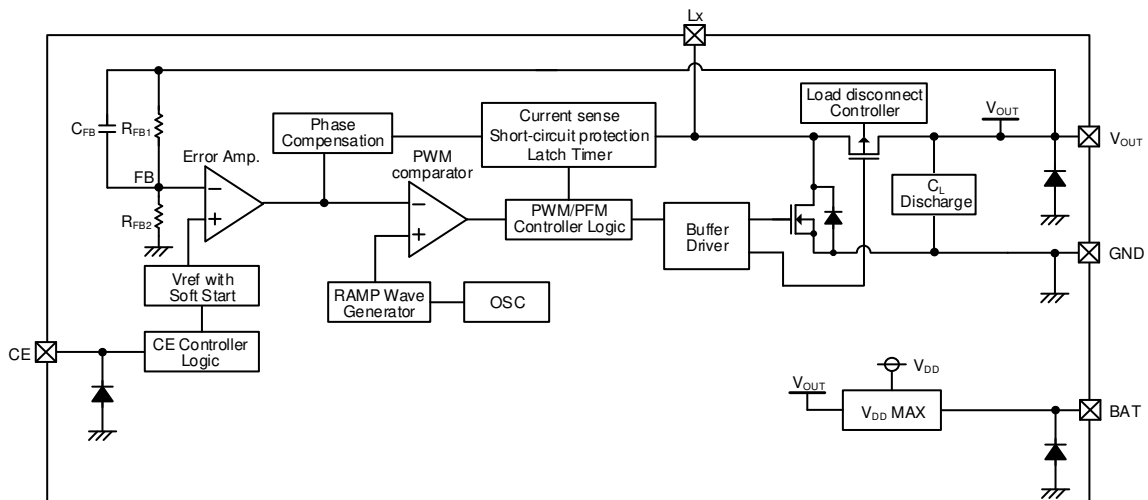 Lx
Load disconnect
Controller
CFB
RFB1
Phase
Compensation
Current sense
Short-circuit protection
Latch Timer
VOUT
VOUT
Error Amp.
PWM
comparator
FB
RFB2
CL
Discharge
PWM/PFM
Controller Logic
Buffer
Driver
GND
Vref with
Soft Start
RAMP Wave
Generator
OSC
CE
CE Controller
Logic
VDD
VOUT
VDD MAX
BAT